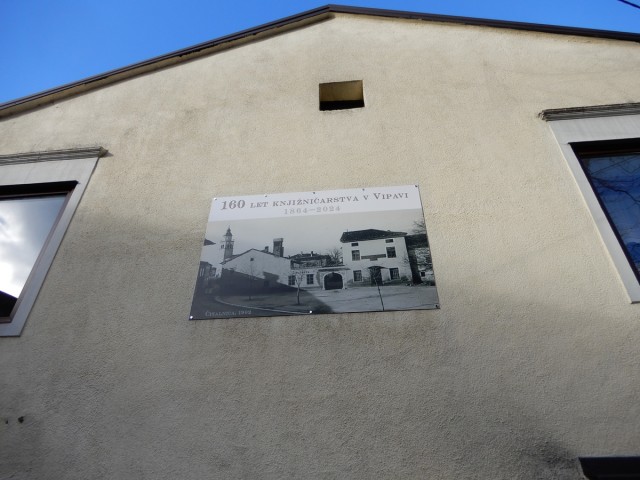 160 LET KNJIŽNIČARSTVA V VIPAVI
1864–2024